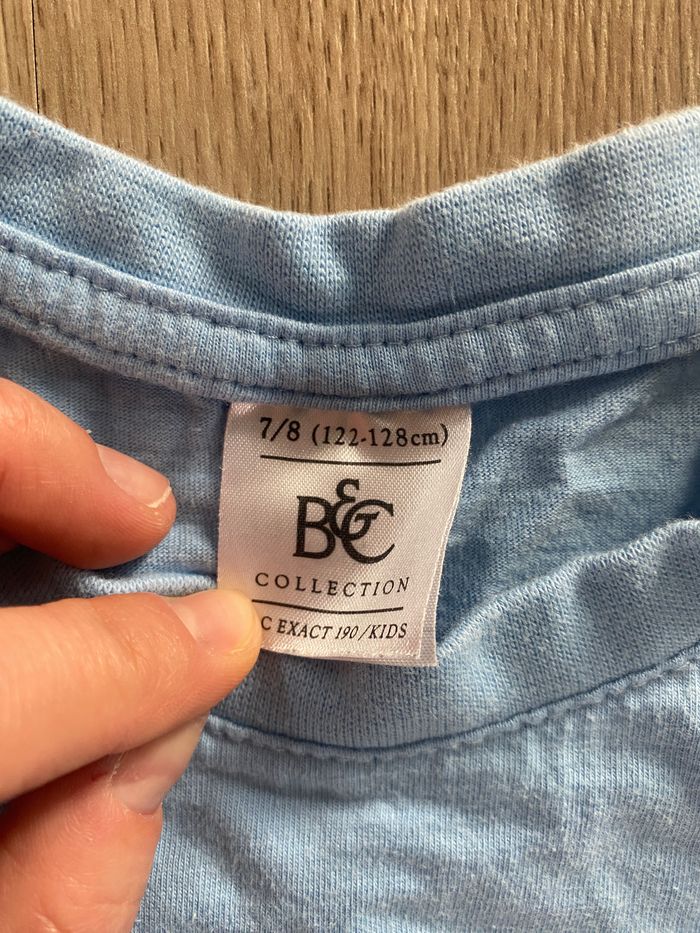 7/8 (122-128cm)
B&C
COLLECTION
C EXACT 190/KIDS